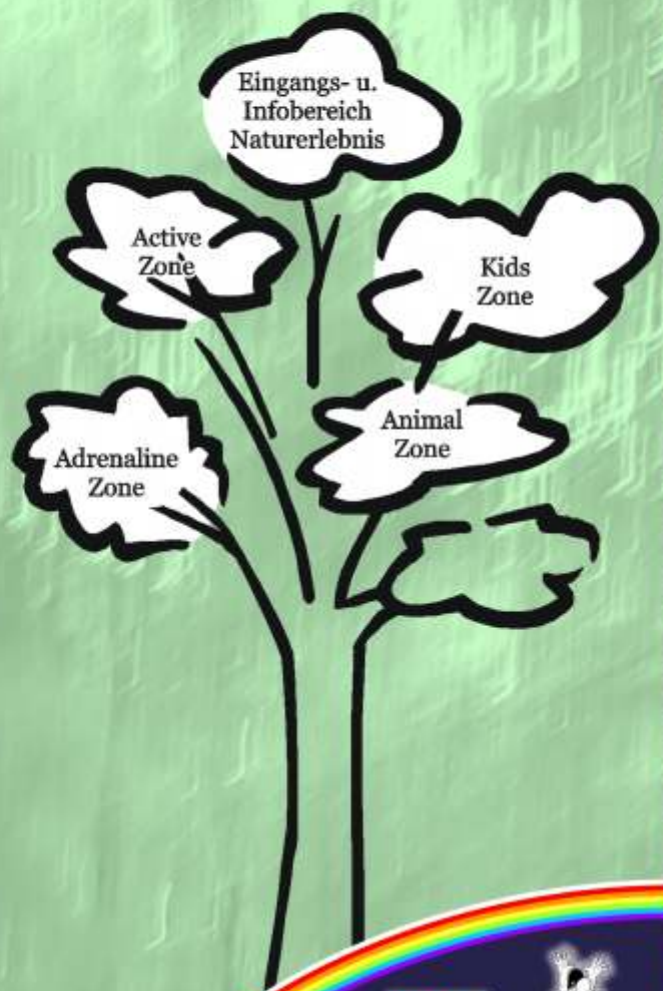 Eingangs- u.
Infobereich
Naturerlebnis
Active
Zone
Kids
Zone
Animal
Zone
Adrenaline
Zone